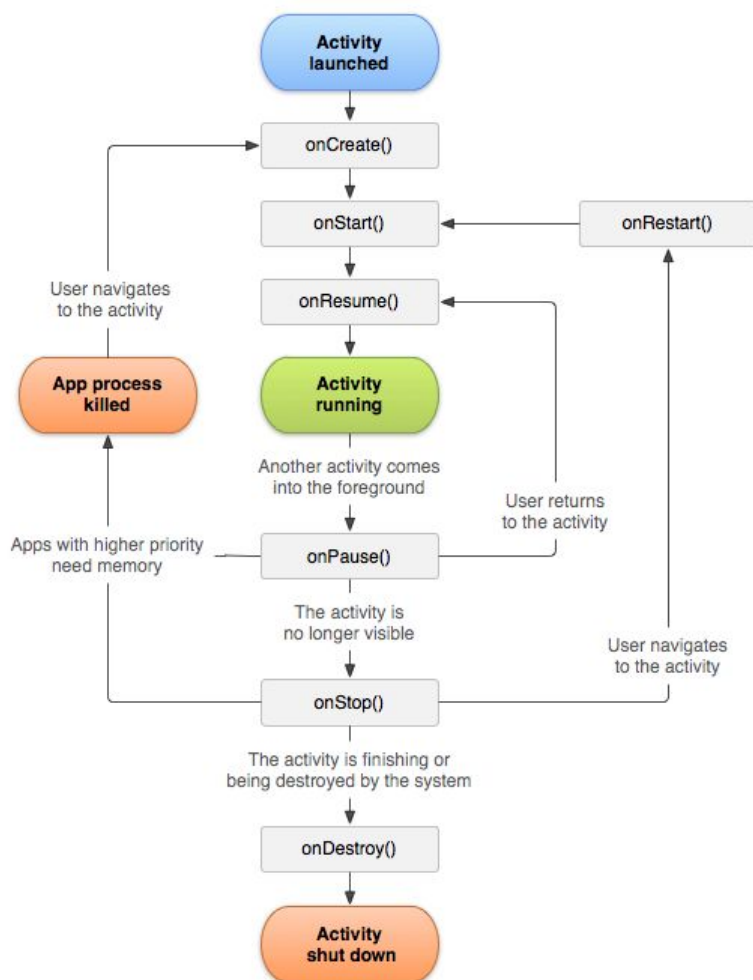 Activity
launched
onCreate()
onStart()
onRestart()
onResume()
User navigates
to the activity
App process
killed
Activity
running
Another activity comes
into the foreground
User returns
to the activity
Apps with higher priority
need memory
onPause()
The activity is
no longer visible
User navigates
to the activity
onStop()
The activity is finishing or
being destroyed by the system
onDestroy()
Activity
shut down